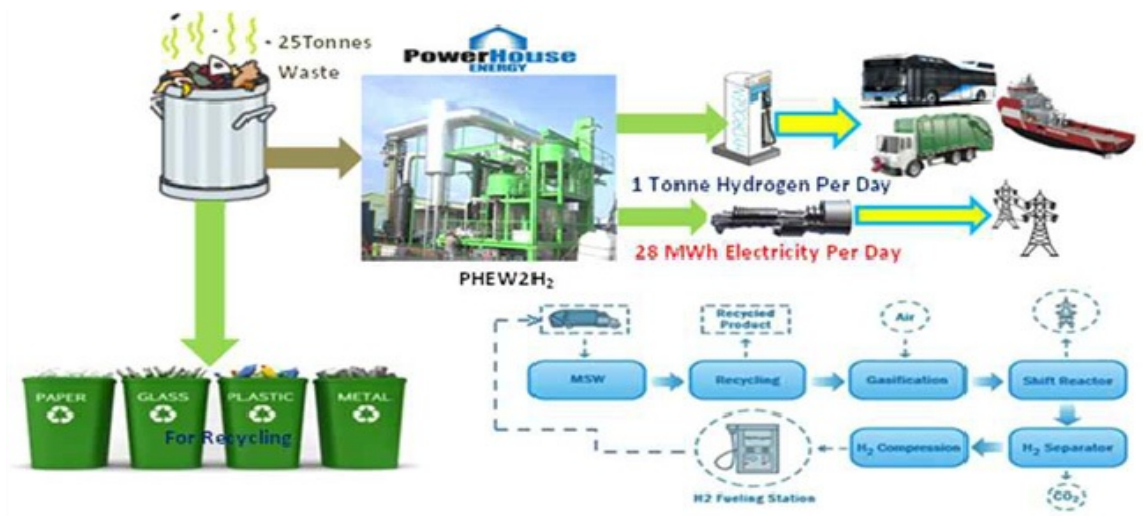 - 25Tonnes
Waste
PowerHouse
ENERGY
HYDROGEN
1 Tonne Hydrogen Per Day
28 MWh Electricity Per Day
PHEW2H₂
PAPER
GLASS
PLASTIC
METAL
For Recycling
Recycled
Product
Air
MSW
Recycling
Gasification
Shift Reactor
H₂ Compression
H₂ Separator
H2 Fueling Station
CO₂